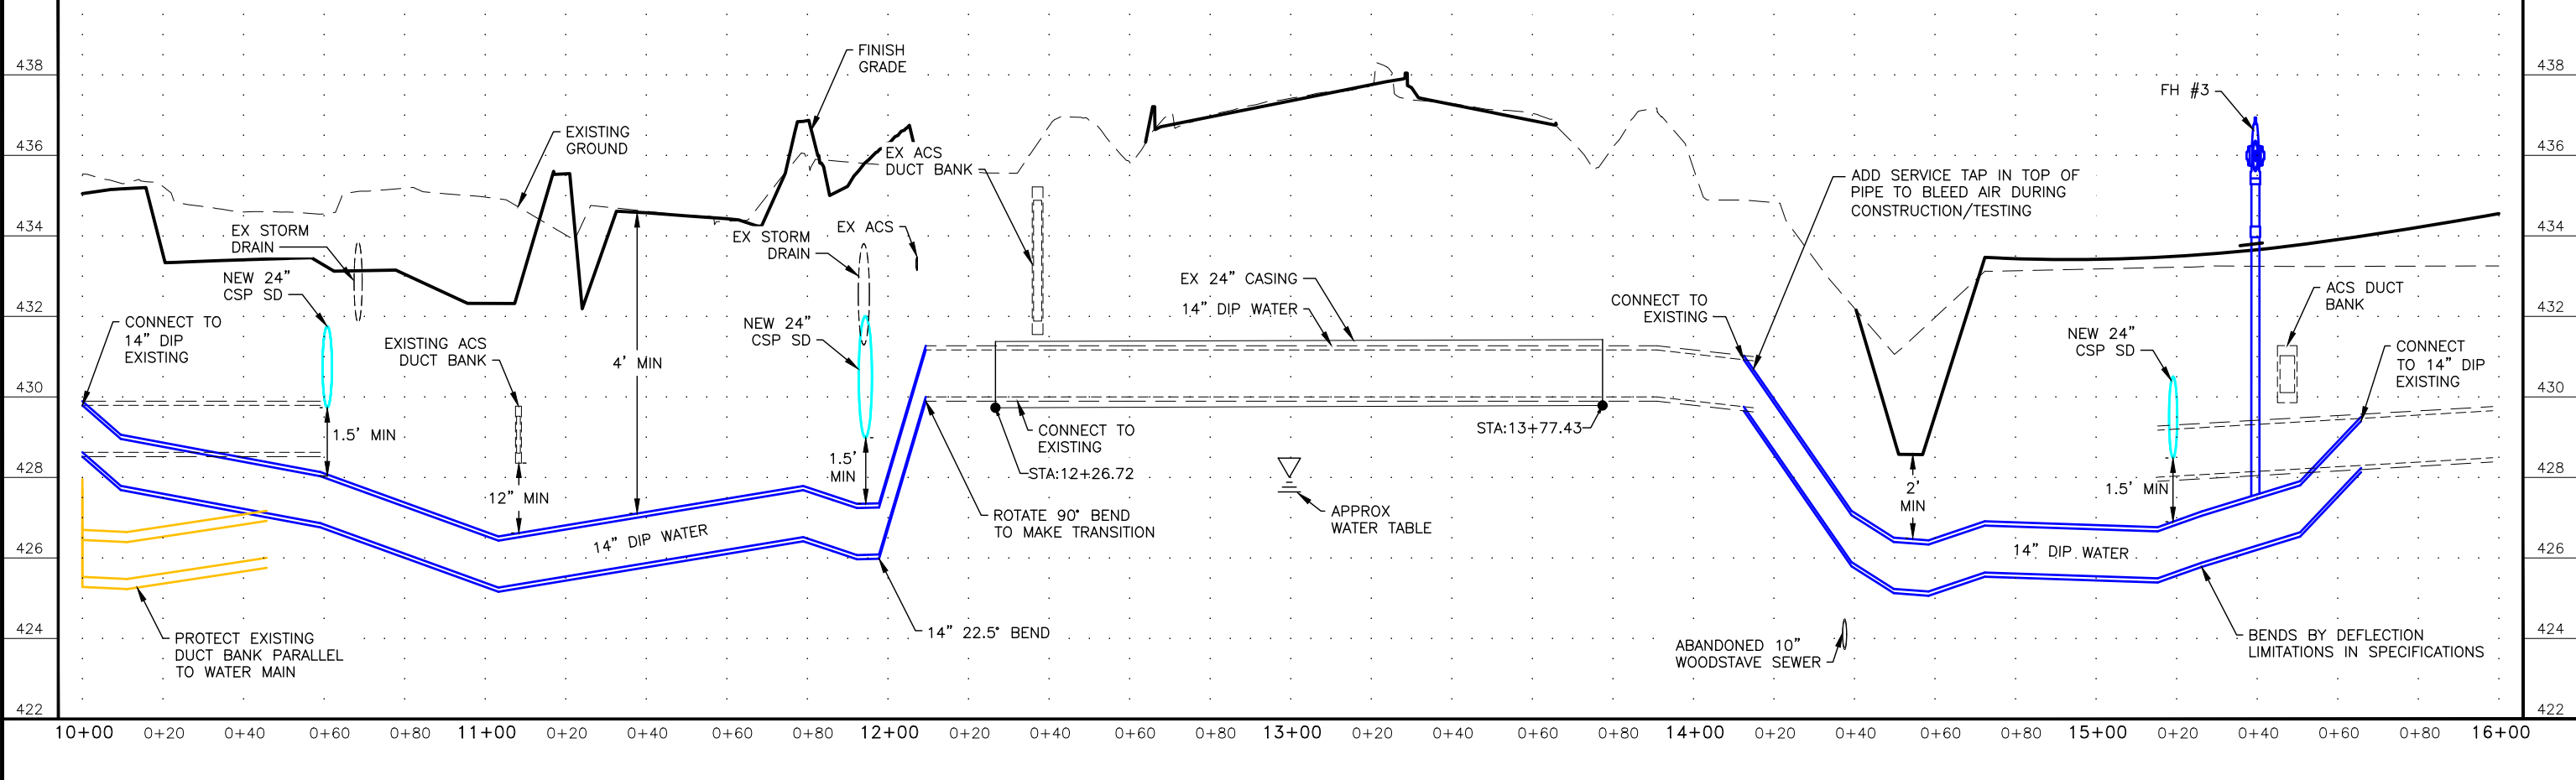 FINISH
GRADE
438
438
FH #3
EXISTING
GROUND
436
436
EX ACS
DUCT BANK
ADD SERVICE TAP IN TOP OF
PIPE TO BLEED AIR DURING
CONSTRUCTION/TESTING
434
434
EX STORM
DRAIN
EX STORM
DRAIN
EX ACS
NEW 24"
CSP SD
EX 24" CASING
14" DIP WATER
ACS DUCT
BANK
432
432
CONNECT TO
14" DIP
EXISTING
EXISTING ACS
DUCT BANK
4' MIN
NEW 24"
CSP SD
CONNECT TO
EXISTING
NEW 24"
CSP SD
CONNECT
TO 14" DIP
EXISTING
430
430
1.5' MIN
CONNECT TO
EXISTING
STA:13+77.43
428
428
12" MIN
1.5'
MIN
STA:12+26.72
2'
MIN
1.5' MIN
ROTATE 90° BEND
TO MAKE TRANSITION
APPROX
WATER TABLE
14" DIP WATER
14" DIP WATER
426
426
424
424
PROTECT EXISTING
DUCT BANK PARALLEL
TO WATER MAIN
14" 22.5° BEND
ABANDONED 10"
WOODSTAVE SEWER
BENDS BY DEFLECTION
LIMITATIONS IN SPECIFICATIONS
422
422
10+00 0+20 0+40 0+60 0+80 11+00 0+20 0+40 0+60 0+80 12+00 0+20 0+40 0+60 0+80 13+00 0+20 0+40 0+60 0+80 14+00 0+20 0+40 0+60 0+80 15+00 0+20 0+40 0+60 0+80 16+00